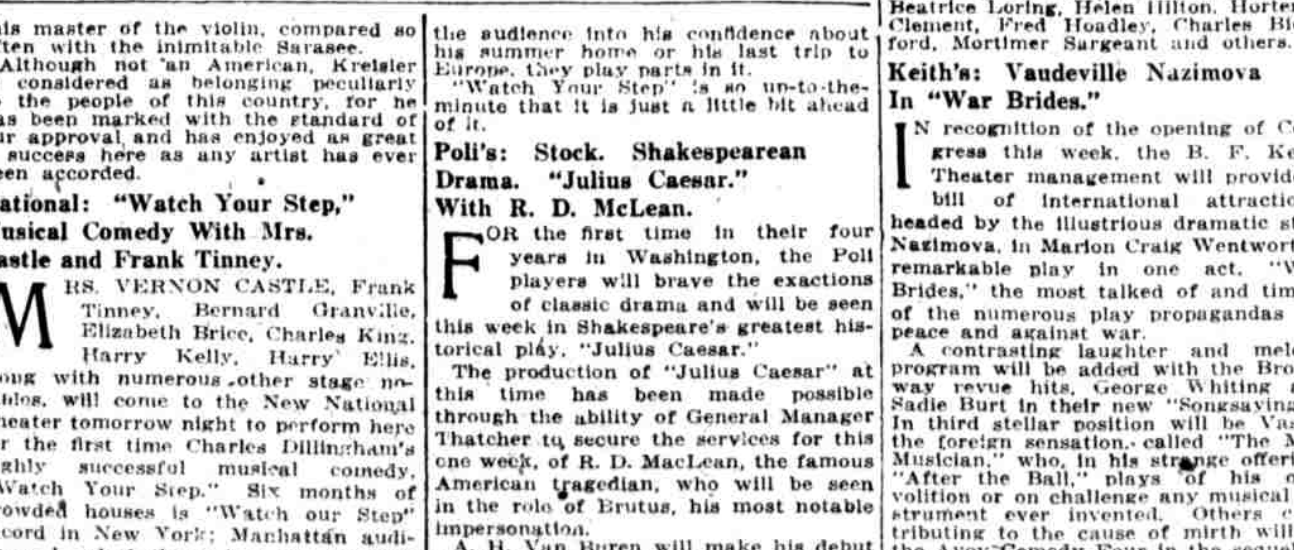 is master of the violin, compared so
ten with the inimitable Sarasee.
Although not an American, Kreisler
considered as belonging peculiarly
the people of this country, for he
as been marked with the standard of
ur approval and has enjoyed as great
success here as any artist has ever
een accorded.
ational: "Watch Your Step,"
usical Comedy With Mrs.
astle and Frank Tinney.
MRS. VERNON CASTLE, Frank
Tinney, Bernard Granville,
Elizabeth Brice, Charles King,
Harry Kelly, Harry Ellis,
ong with numerous other stage no-
ables, will come to the New National
heater tomorrow night to perform here
r the first time Charles Dillingham's
ghly successful musical comedy,
Watch Your Step." Six months of
rowded houses is "Watch our Step"
cord in New York; Manhattan audi-
the audience into his confidence about
his summer home or his last trip to
Europe, they play parts in it.
"Watch Your Step" is so up-to-the-
minute that it is just a little bit ahead
of it.
Poli's: Stock. Shakespearean
Drama. "Julius Caesar."
With R. D. McLean.
FOR the first time in their four
years in Washington, the Poli
players will brave the exactions
of classic drama and will be seen
this week in Shakespeare's greatest his-
torical play, "Julius Caesar."
The production of "Julius Caesar" at
this time has been made possible
through the ability of General Manager
Thatcher to secure the services for this
one week, of R. D. MacLean, the famous
American tragedian, who will be seen
in the role of Brutus, his most notable
impersonation.
A. H. Van Buren will make his debut
Beatrice Loring, Helen Hilton, Horten
Clement, Fred Hoadley, Charles Bi
ford, Mortimer Sargeant and others.
Keith's: Vaudeville Nazimova
In "War Brides."
IN recognition of the opening of C
gress this week, the B. F. Ke
Theater management will provid
bill of international attractio
headed by the illustrious dramatic st
Nazimova, in Marion Craig Wentwort
remarkable play in one act, "W
Brides," the most talked of and tim
of the numerous play propagandas
peace and against war.
A contrasting laughter and melo
program will be added with the Bro
way revue hits, George Whiting a
Sadie Burt in their new "Songsaying
In third stellar position will be Vas
the foreign sensation, called "The M
Musician," who, in his strange offeri
"After the Ball," plays of his o
volition or on challenge any musical
strument ever invented. Others c
tributing to the cause of mirth will
the Avon Comedy Four in the